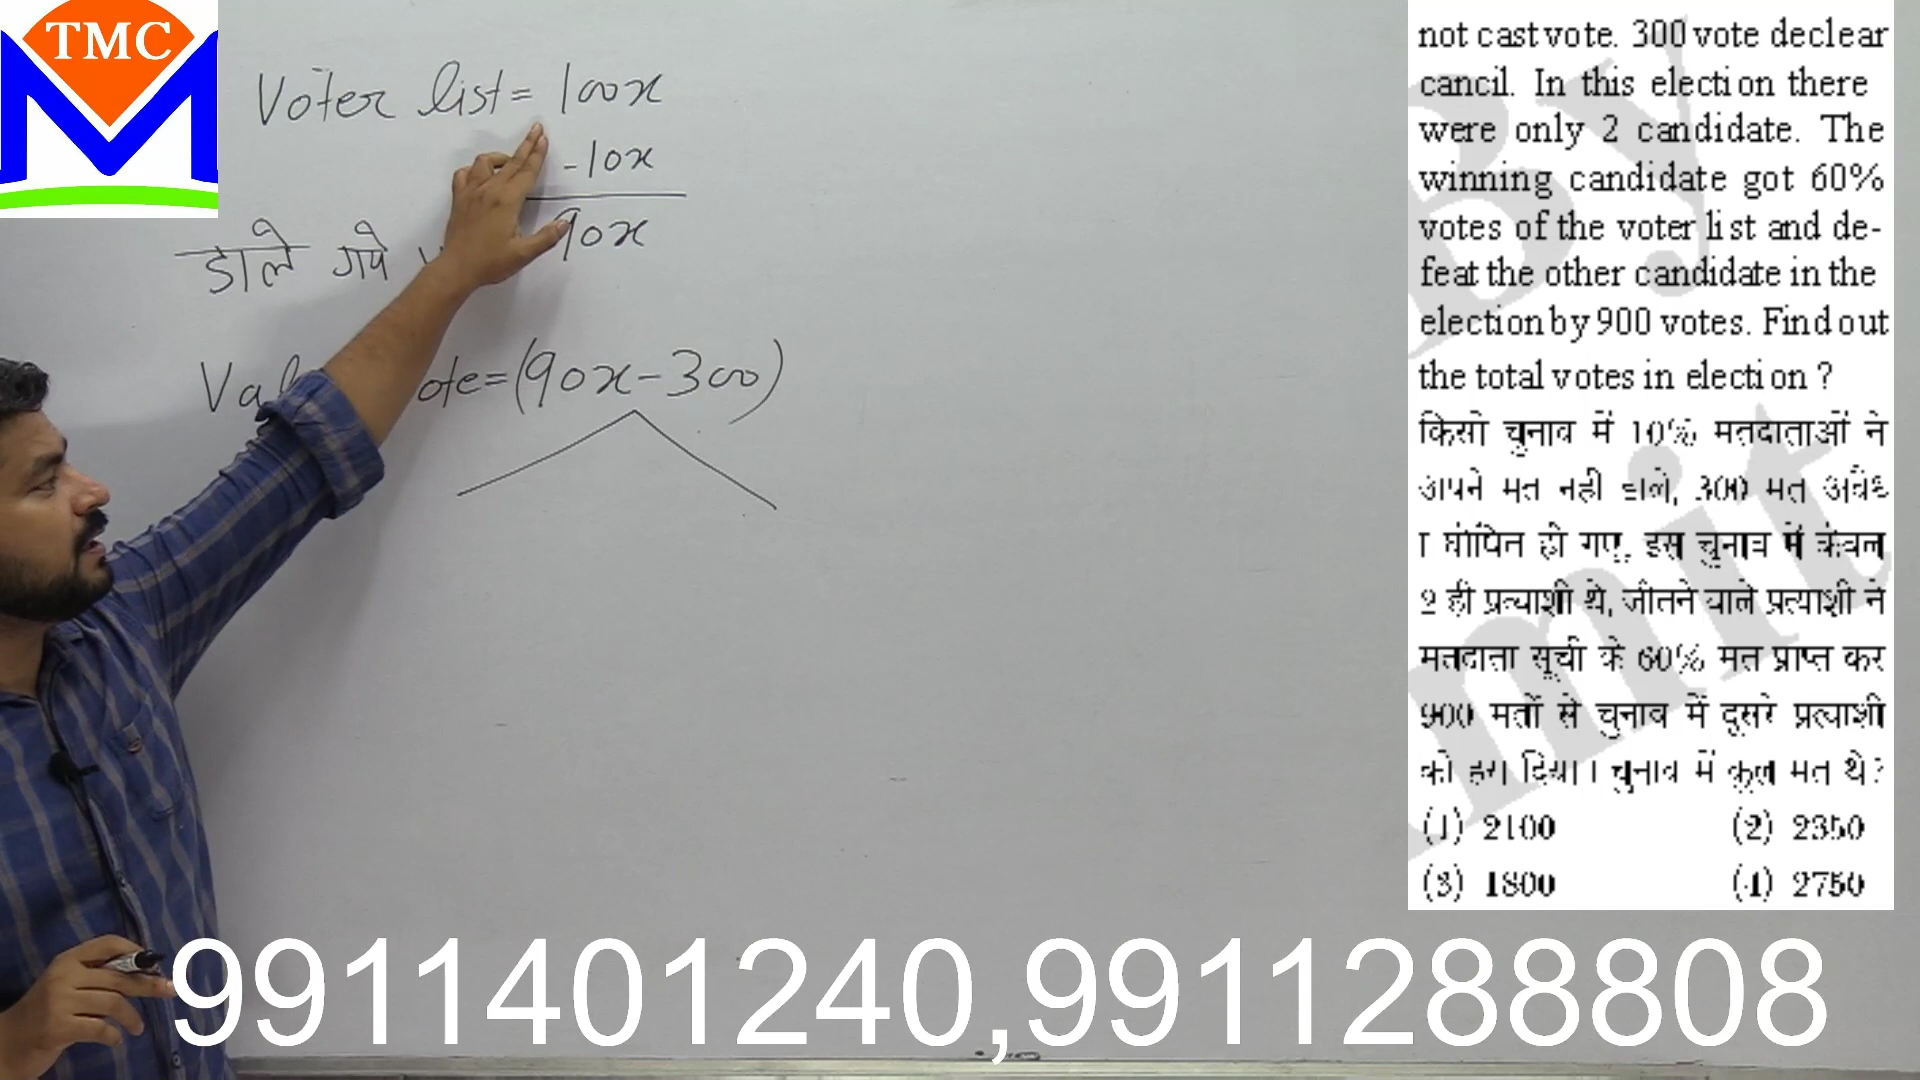 TMC
Voter list = 100x
-10x
90x
डाले गये
Vote = (90x - 300)
not cast vote. 300 vote declear
cancil. In this election there
were only 2 candidate. The
winning candidate got 60%
votes of the voter list and de-
feat the other candidate in the
election by 900 votes. Find out
the total votes in election ?
किसी चुनाव में 10% मतदाताओं ने
अपने मत नही डाले, 300 मत अवैध
ा घोषित हो गए, इस चुनाव में केवल
2 ही प्रत्याशी थे, जीतने वाले प्रत्याशी ने
मतदाता सूची के 60% मत प्राप्त कर
900 मतों से चुनाव में दूसरे प्रत्याशी
को हरा दिया। चुनाव में कुल मत थे?
(1) 2100 (2) 2350
(3) 1800 (4) 2750
9911401240,9911288808